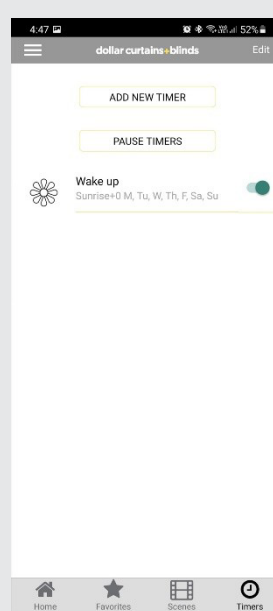 4:47 52%
dollar curtains+blinds Edit
ADD NEW TIMER
PAUSE TIMERS
Wake up
Sunrise+0 M, Tu, W, Th, F, Sa, Su
Home Favorites Scenes Timers